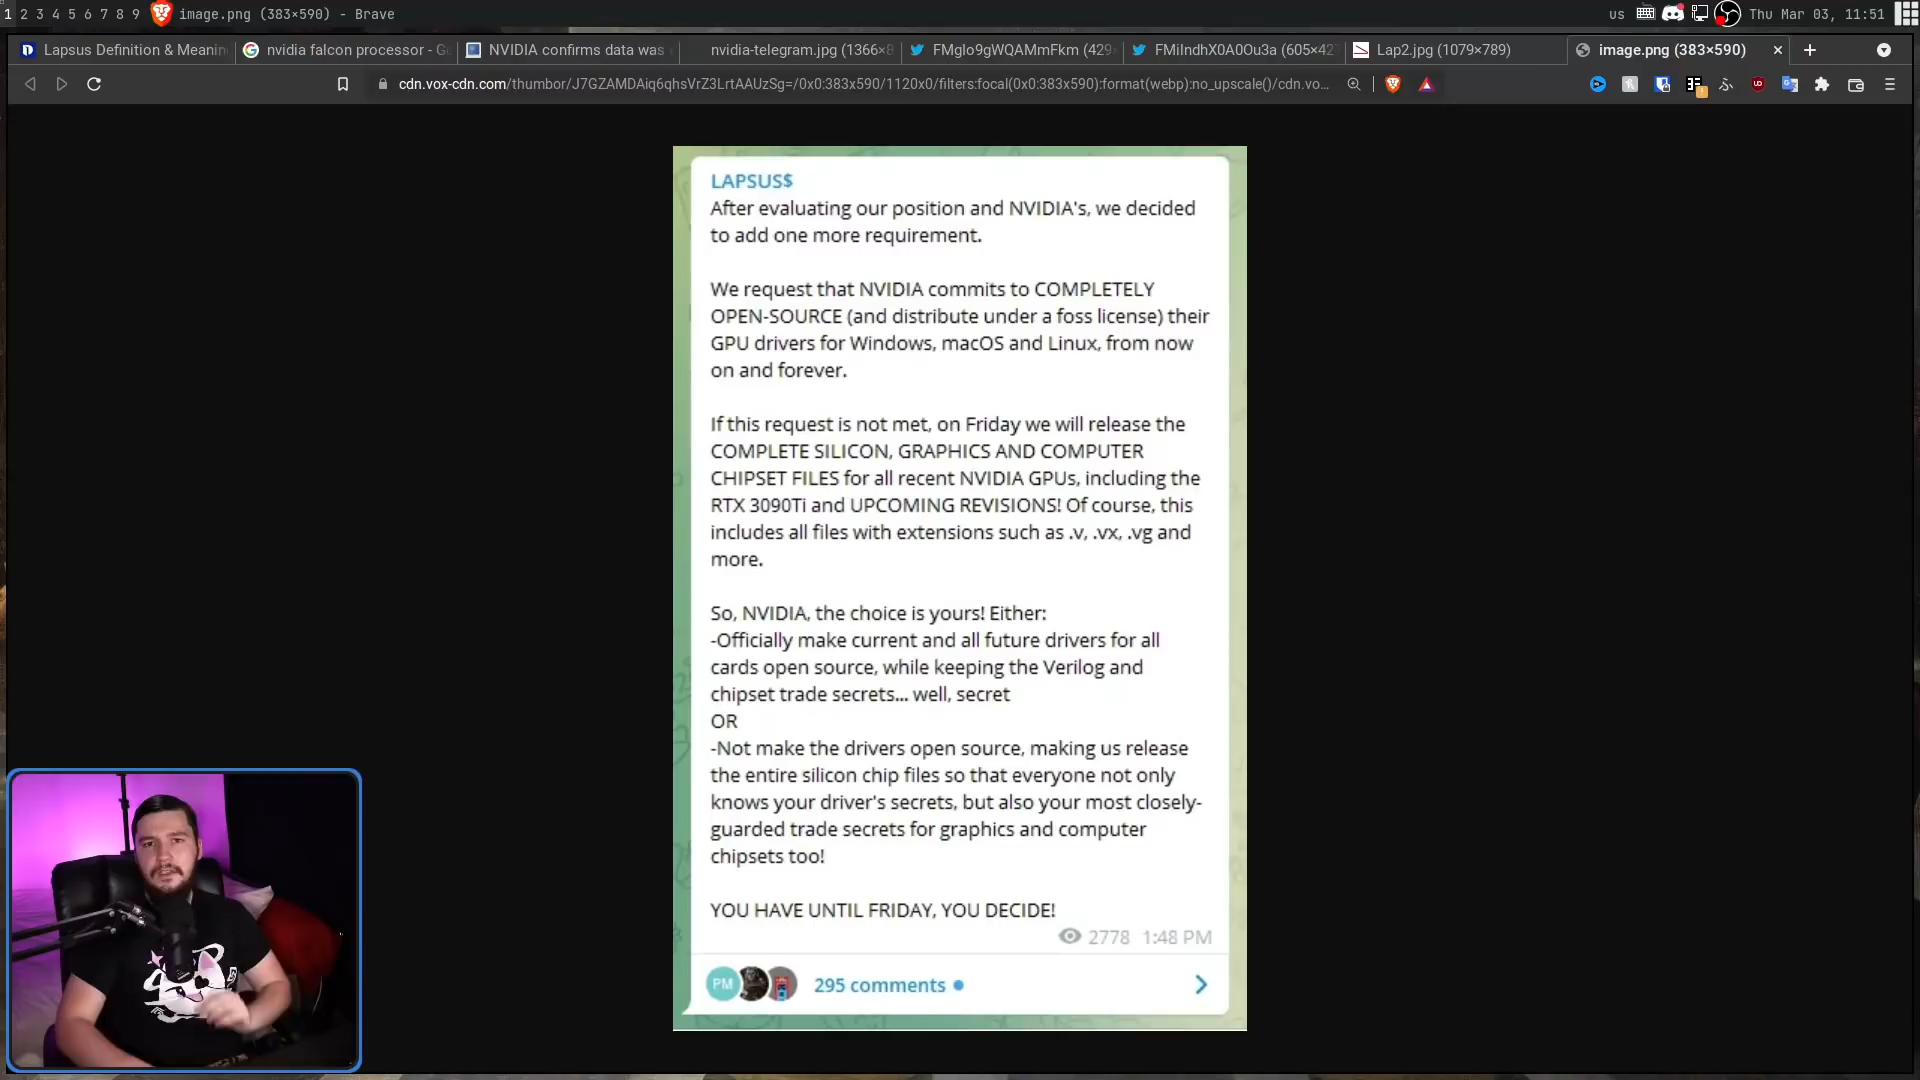 1 2 3 4 5 6 7 8 9 image.png (383×590) - Brave
us Thu Mar 03, 11:51
Lapsus Definition & Meanin
nvidia falcon processor - G
NVIDIA confirms data was
nvidia-telegram.jpg (1366×8
FMglo9gWQAMmFkm (429×
FMiIndhX0A0Ou3a (605×427
Lap2.jpg (1079×789)
image.png (383×590)
cdn.vox-cdn.com/thumbor/J7GZAMDAiq6qhsVrZ3LrtAAUzSg=/0x0:383x590/1120x0/filters:focal(0x0:383x590):format(webp):no_upscale()/cdn.vo...
LAPSUS$
After evaluating our position and NVIDIA's, we decided
to add one more requirement.
We request that NVIDIA commits to COMPLETELY
OPEN-SOURCE (and distribute under a foss license) their
GPU drivers for Windows, macOS and Linux, from now
on and forever.
If this request is not met, on Friday we will release the
COMPLETE SILICON, GRAPHICS AND COMPUTER
CHIPSET FILES for all recent NVIDIA GPUs, including the
RTX 3090Ti and UPCOMING REVISIONS! Of course, this
includes all files with extensions such as .v, .vx, .vg and
more.
So, NVIDIA, the choice is yours! Either:
-Officially make current and all future drivers for all
cards open source, while keeping the Verilog and
chipset trade secrets... well, secret
OR
-Not make the drivers open source, making us release
the entire silicon chip files so that everyone not only
knows your driver's secrets, but also your most closely-
guarded trade secrets for graphics and computer
chipsets too!
YOU HAVE UNTIL FRIDAY, YOU DECIDE!
2778 1:48 PM
PM
295 comments